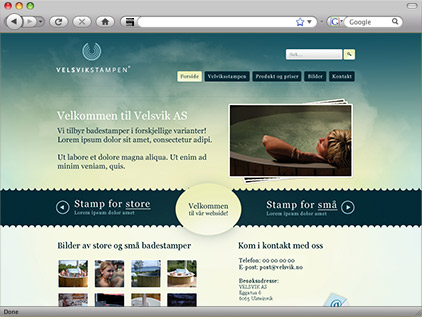 Google
Søk...
VELSVIKSTAMPEN
Forside
Velviksstampen
Produkt og priser
Bilder
Kontakt
Velkommen til Velsvik AS
Vi tilbyr badestamper i forskjellige varianter!
Lorem ipsum dolor sit amet, consectetur adipi.
Ut labore et dolore magna aliqua. Ut enim ad
minim veniam, quis.
Stamp for store
Lorem ipsum dolor amet
Velkommen
til vår webside!
Stamp for små
Lorem ipsum dolor amet
Bilder av store og små badestamper
Kom i kontakt med oss
Telefon: 00 00 00 00
E-post: post@velsvik.no
Besøksadresse:
VELSVIK AS
Eggatun 6
6065 Ulsteinvik
@
Done